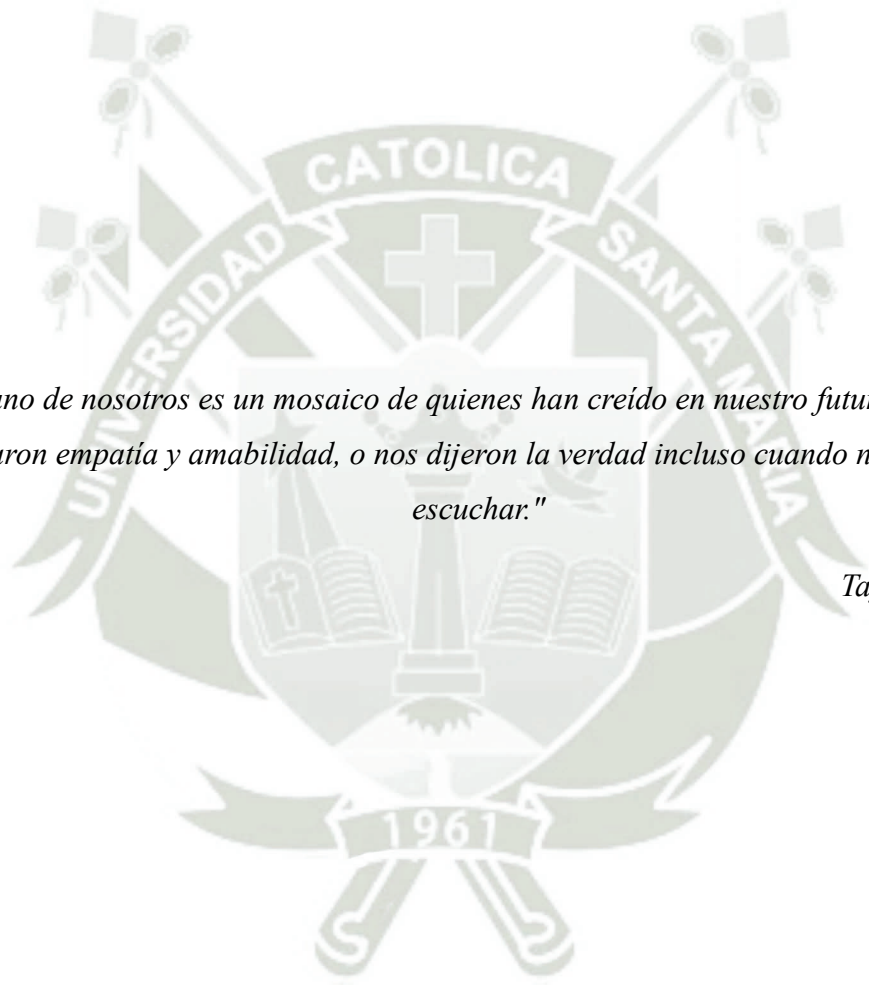 CATOLICA
UNIVERSIDAD
SANTA MARIA
uno de nosotros es un mosaico de quienes han creído en nuestro
empatía y amabilidad, o nos dijeron la verdad incluso cuando
escuchar."
1961